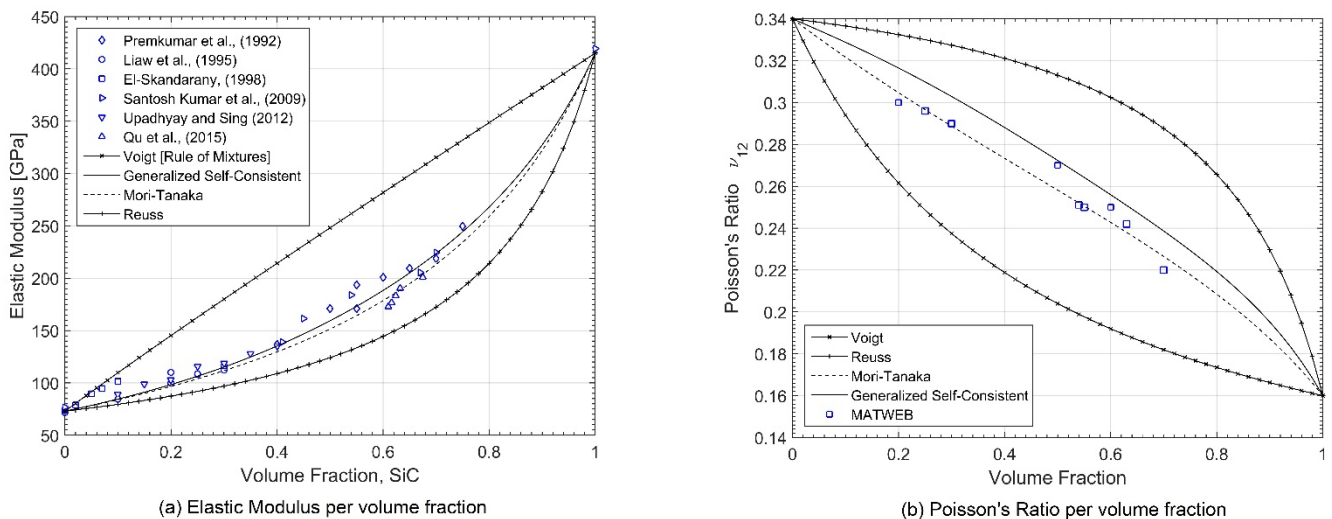 450
400
350
300
250
200
150
100
50
Elastic Modulus [GPa]
Premkumar et al., (1992)
Liaw et al., (1995)
El-Skandarany, (1998)
Santosh Kumar et al., (2009)
Upadhyay and Sing (2012)
Qu et al., (2015)
Voigt [Rule of Mixtures]
Generalized Self-Consistent
Mori-Tanaka
Reuss
0 0.2 0.4 0.6 0.8 1
Volume Fraction, SiC
(a) Elastic Modulus per volume fraction
0.34
0.32
0.3
0.28
0.26
0.24
0.22
0.2
0.18
0.16
0.14
Poisson's Ratio ν12
Voigt
Reuss
Mori-Tanaka
Generalized Self-Consistent
MATWEB
0 0.2 0.4 0.6 0.8 1
Volume Fraction
(b) Poisson's Ratio per volume fraction